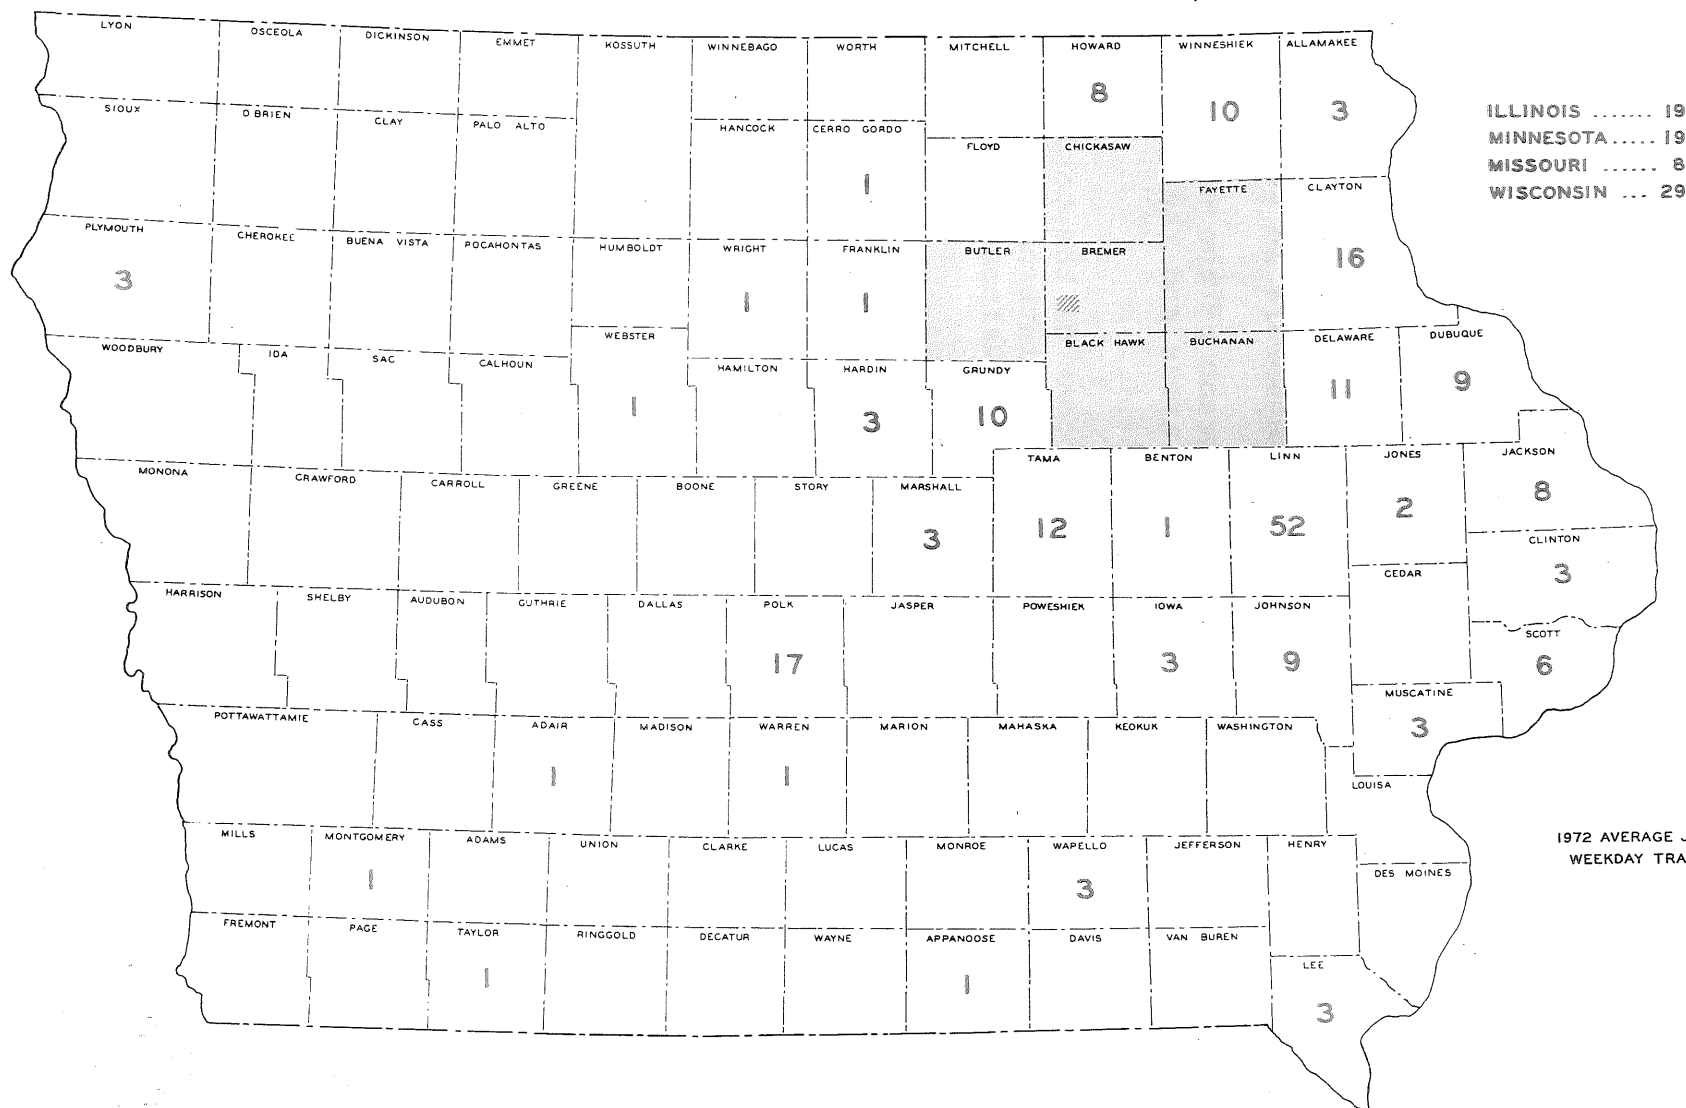 LYON OSCEOLA DICKINSON EMMET KOSSUTH WINNEBAGO WORTH MITCHELL HOWARD WINNESHIEK ALLAMAKEE
8 10 3
ILLINOIS ....... 19
MINNESOTA ..... 19
MISSOURI ...... 8
WISCONSIN ... 29
SIOUX O'BRIEN CLAY PALO ALTO HANCOCK CERRO GORDO FLOYD CHICKASAW FAYETTE CLAYTON
1 16
PLYMOUTH CHEROKEE BUENA VISTA POCAHONTAS HUMBOLDT WRIGHT FRANKLIN BUTLER BREMER
3 1 1
WOODBURY IDA SAC CALHOUN WEBSTER HAMILTON HARDIN GRUNDY BLACK HAWK BUCHANAN DELAWARE DUBUQUE
1 3 10 11 9
MONONA CRAWFORD CARROLL GREENE BOONE STORY MARSHALL TAMA BENTON LINN JONES JACKSON
3 12 1 52 2 8
CLINTON
3
HARRISON SHELBY AUDUBON GUTHRIE DALLAS POLK JASPER POWESHIEK IOWA JOHNSON CEDAR SCOTT
17 3 9 6
POTTAWATTAMIE CASS ADAIR MADISON WARREN MARION MAHASKA KEOKUK WASHINGTON MUSCATINE
1 1 3
LOUISA
MILLS MONTGOMERY ADAMS UNION CLARKE LUCAS MONROE WAPELLO JEFFERSON HENRY DES MOINES
1 3
1972 AVERAGE J
WEEKDAY TRA
FREMONT PAGE TAYLOR RINGGOLD DECATUR WAYNE APPANOOSE DAVIS VAN BUREN LEE
1 1 3